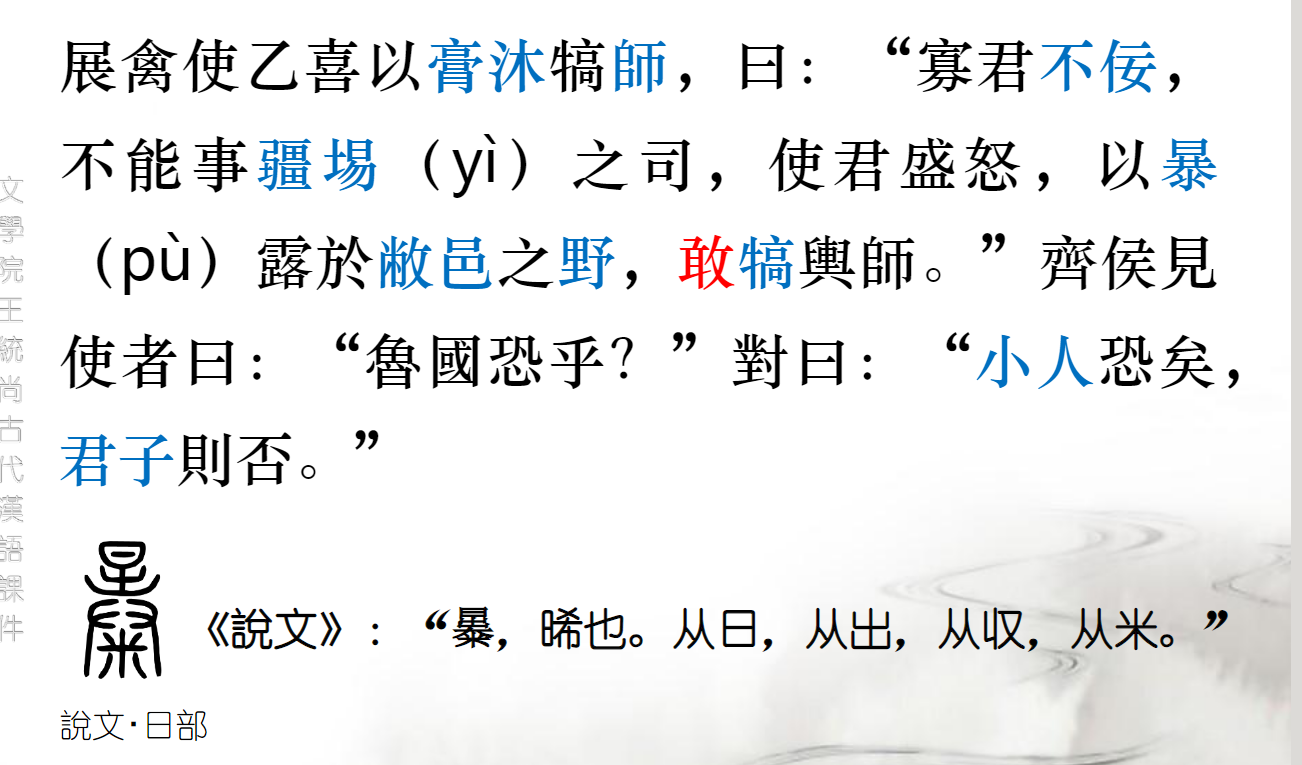 展禽使乙喜以膏沐犒師，曰：“寡君不佞，
不能事疆埸（yì）之司，使君盛怒，以暴
（pù）露於敝邑之野，敢犒輿師。”齊侯見
使者曰：“魯國恐乎？”對曰：“小人恐矣，
君子則否。”
《說文》：“暴，晞也。从日，从出，从収，从米。”
說文·日部
文學院王統尚古代漢語課件